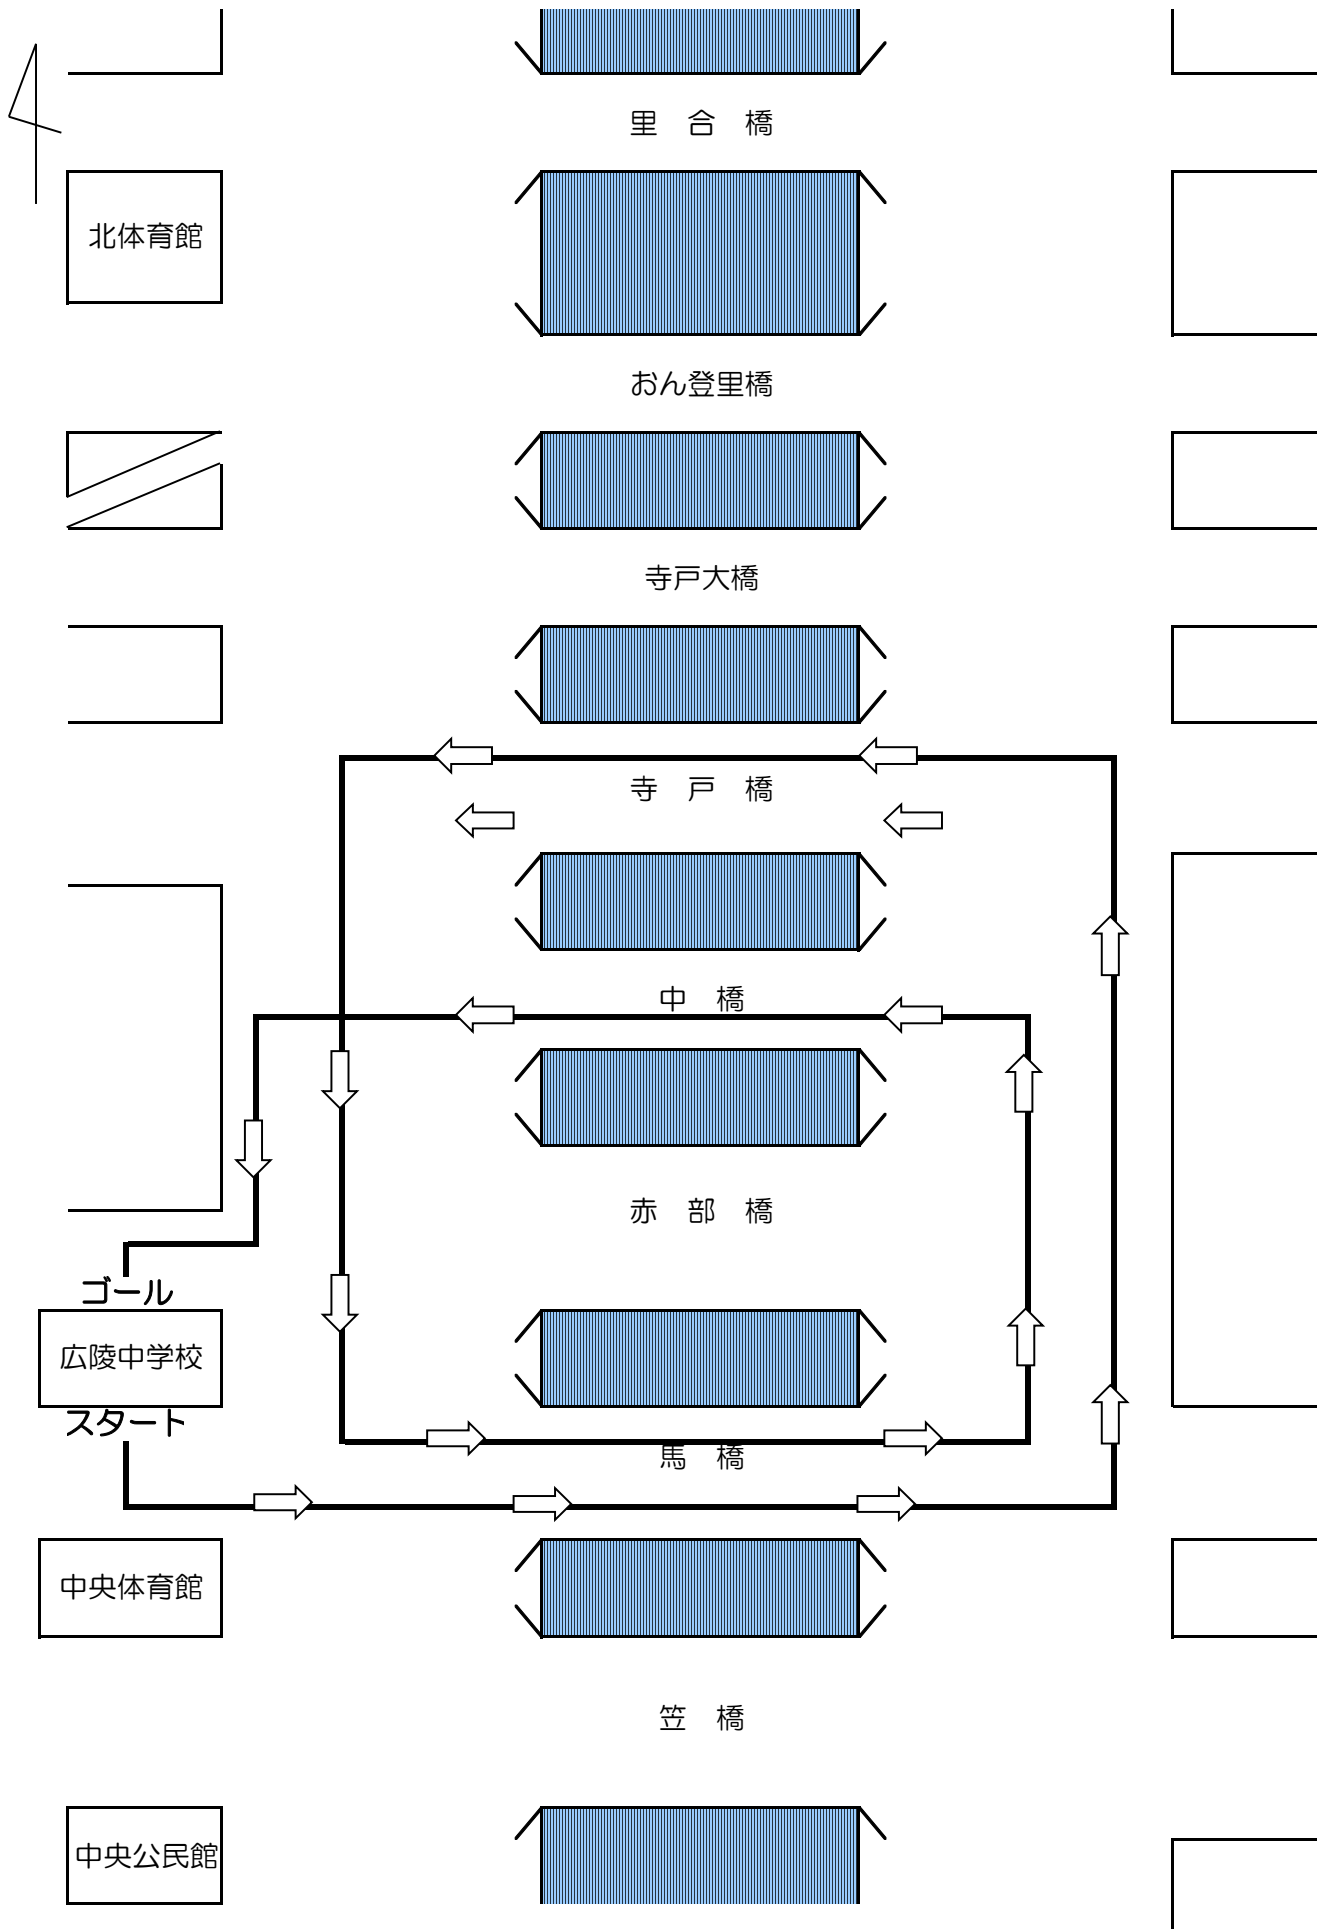 里　合　橋
北体育館
おん登里橋
寺戸大橋
寺　戸　橋
中　橋
赤　部　橋
ゴール
広陵中学校
スタート
馬　橋
中央体育館
笠　橋
中央公民館